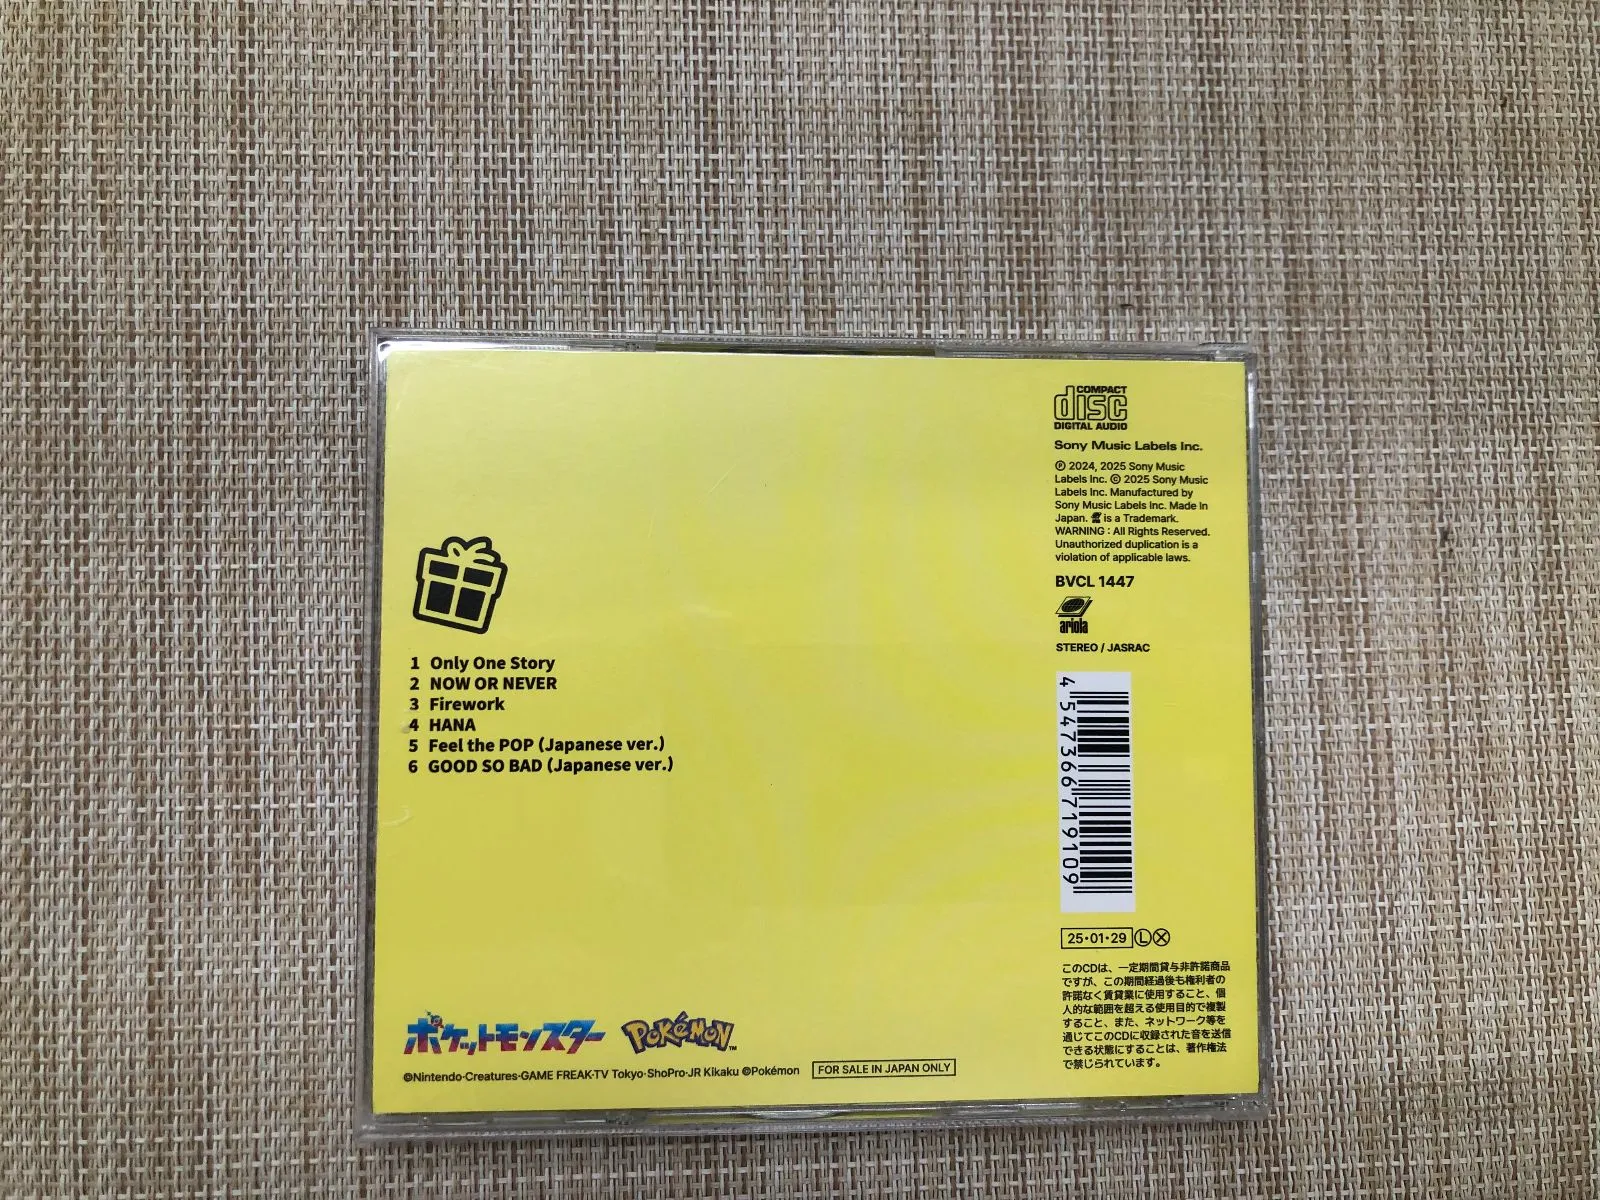 COMPACT
disc
DIGITAL AUDIO
Sony Music Labels Inc.
Ⓟ 2024, 2025 Sony Music
Labels Inc. © 2025 Sony Music
Labels Inc. Manufactured by
Sony Music Labels Inc. Made in
Japan. is a Trademark.
WARNING : All Rights Reserved.
Unauthorized duplication is a
violation of applicable laws.
BVCL 1447
ariola
STEREO / JASRAC
4 547366 719109
25・01・29 Ⓛ Ⓧ
このCDは、一定期間貸与非許諾商品
ですが、この期間経過後も権利者の
許諾なく賃貸業に使用すること、個
人的な範囲を超える使用目的で複製
すること、また、ネットワーク等を
通じてこのCDに収録された音を送信
できる状態にすることは、著作権法
で禁じられています。
1 Only One Story
2 NOW OR NEVER
3 Firework
4 HANA
5 Feel the POP (Japanese ver.)
6 GOOD SO BAD (Japanese ver.)
ポケットモンスター POKÉMON™
©Nintendo·Creatures·GAME FREAK·TV Tokyo·ShoPro·JR Kikaku ©Pokémon
FOR SALE IN JAPAN ONLY